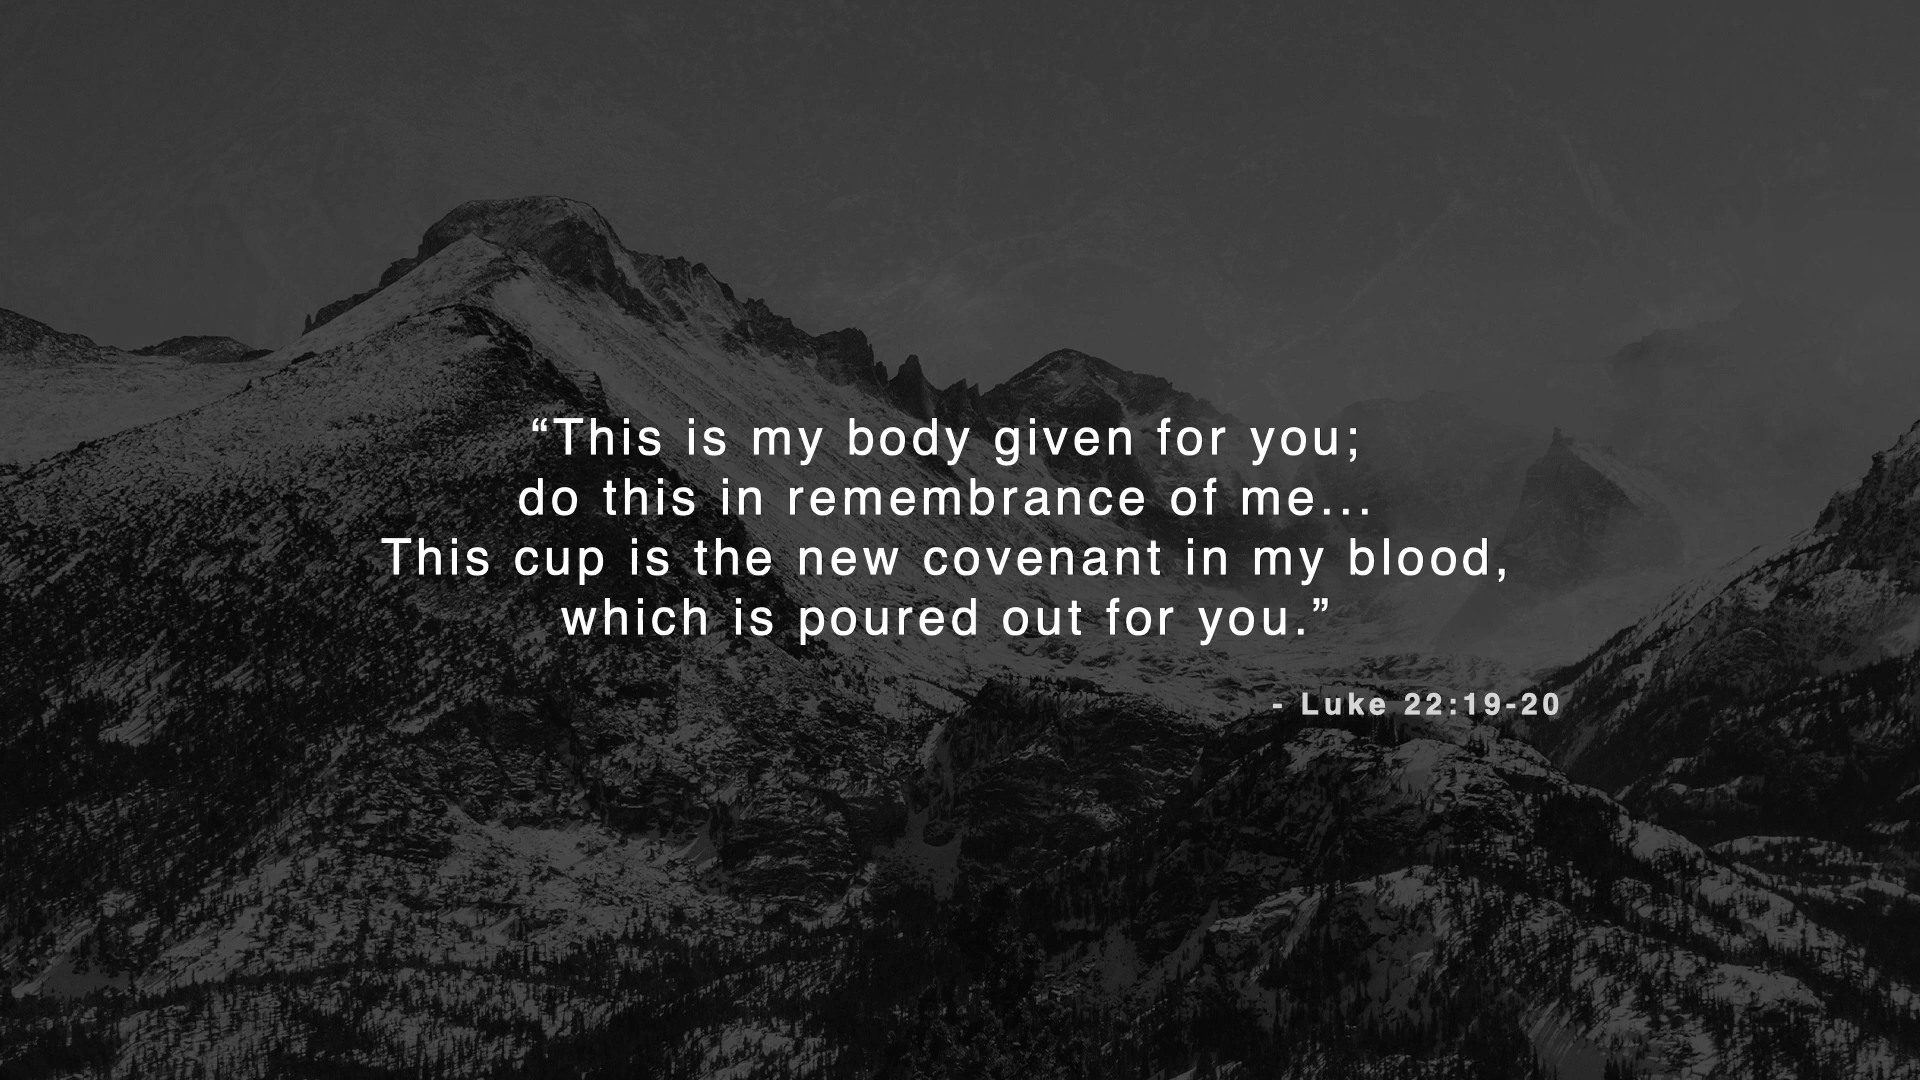 “This is my body given for you;
do this in remembrance of me...
This cup is the new covenant in my blood,
which is poured out for you.”
- Luke 22:19-20